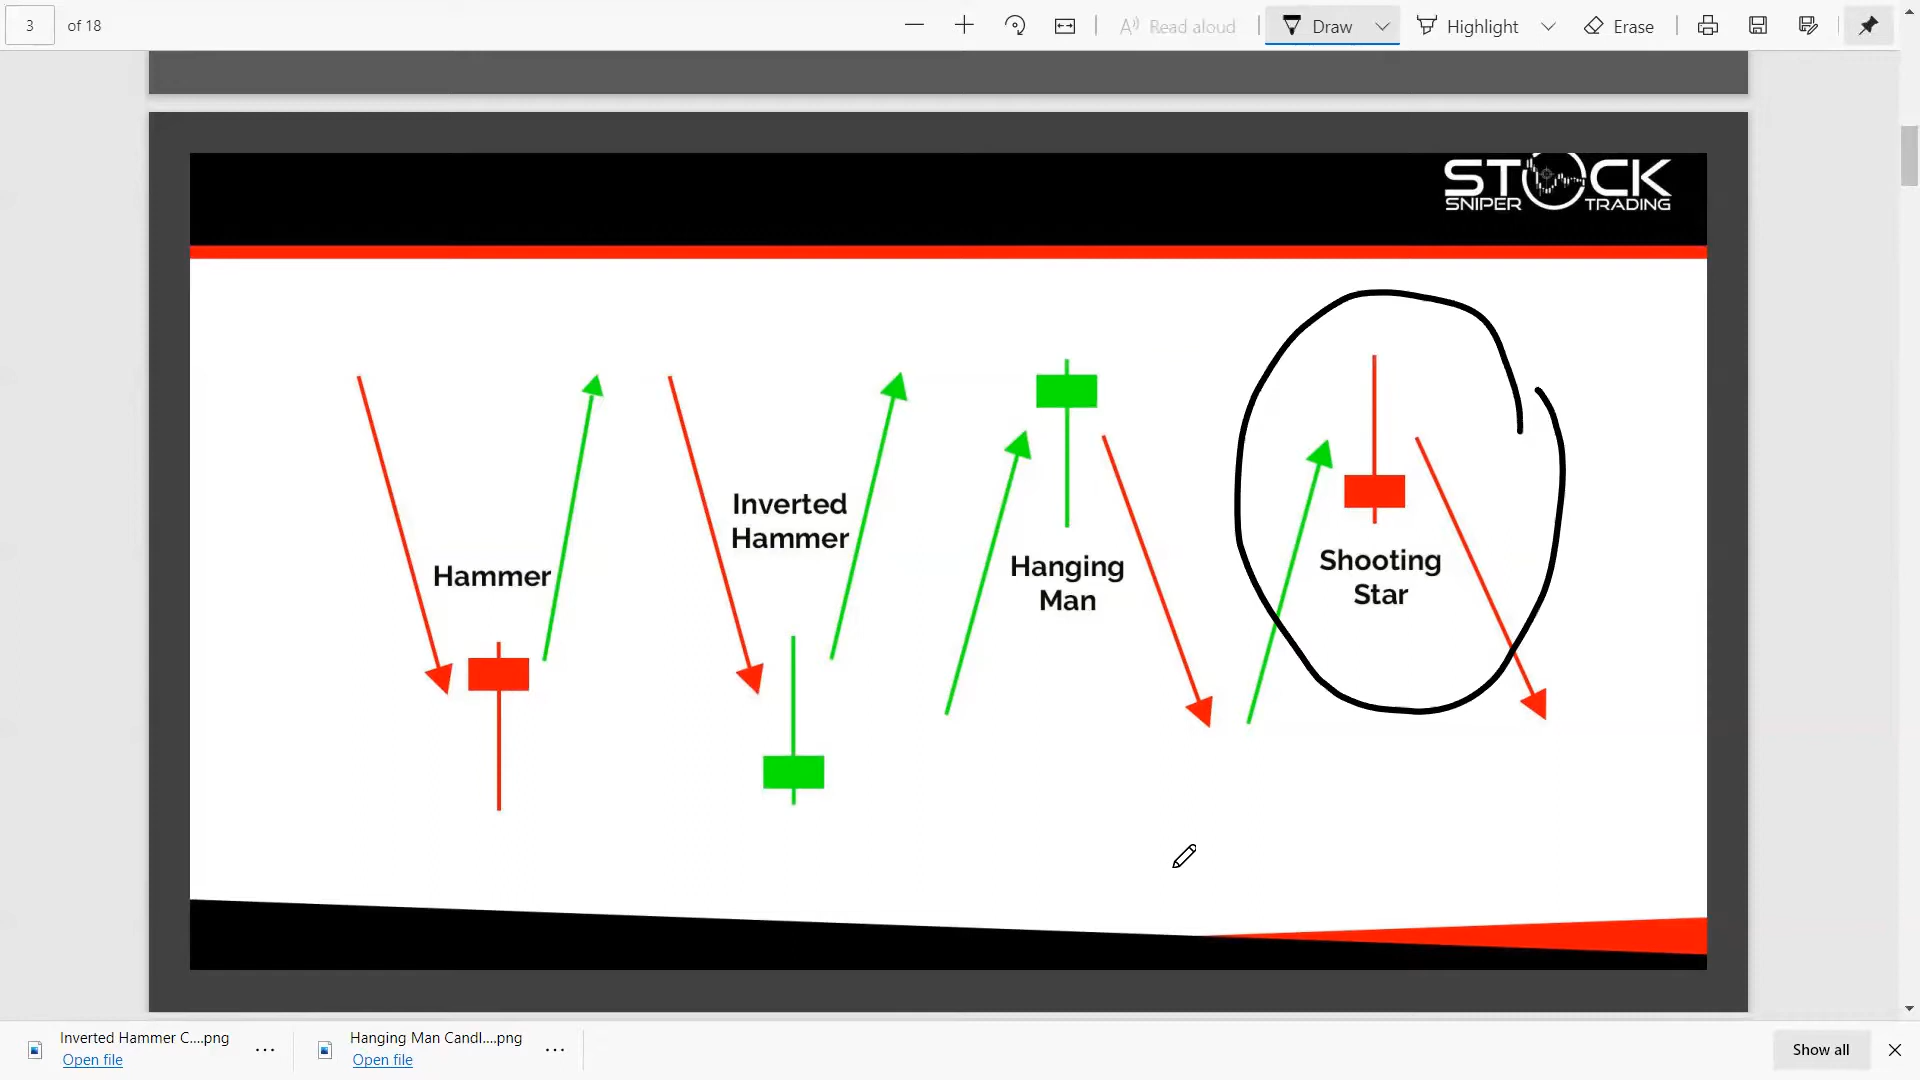 3 of 18
Read aloud
Draw
Highlight
Erase
STOCK
SNIPER TRADING
Hammer
Inverted
Hammer
Hanging
Man
Shooting
Star
Inverted Hammer C....png
Open file
Hanging Man Candl....png
Open file
Show all